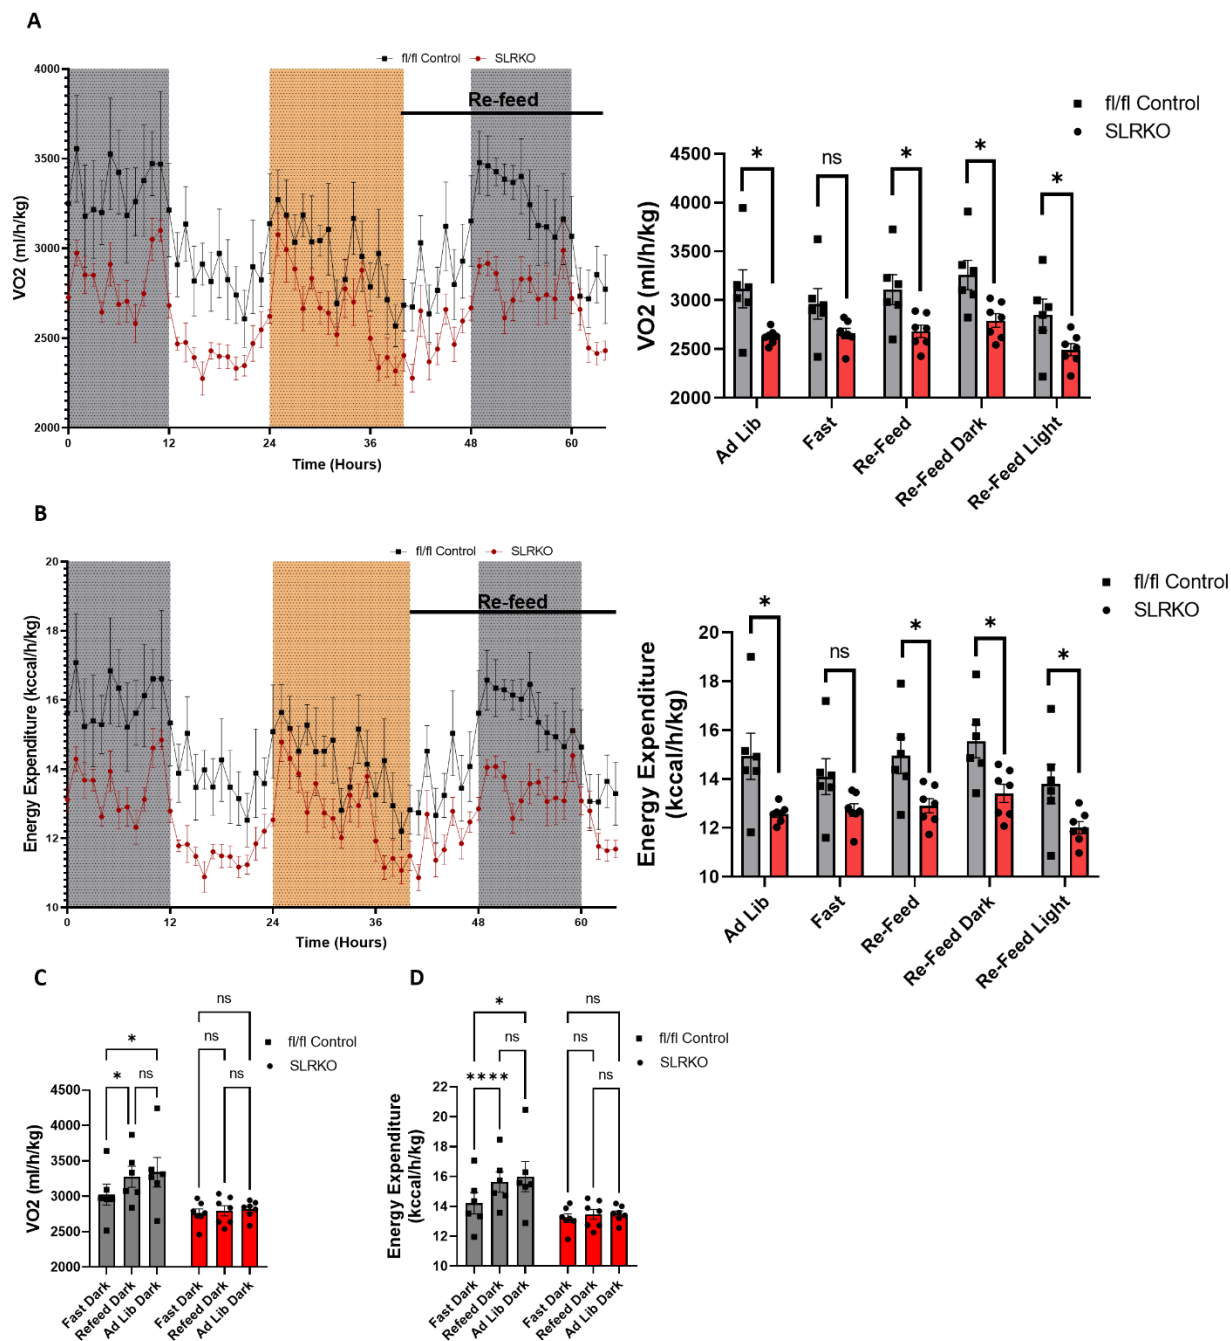 A
fl/fl Control
SLRKO
Re-feed
4000
3500
3000
2500
2000
VO2 (ml/h/kg)
0
12
24
36
48
60
Time (Hours)
fl/fl Control
SLRKO
*
ns
*
*
*
4500
4000
3500
3000
2500
2000
VO2 (ml/h/kg)
Ad Lib
Fast
Re-Feed
Re-Feed Dark
Re-Feed Light
B
fl/fl Control
SLRKO
Re-feed
20
18
16
14
12
10
Energy Expenditure (kccal/h/kg)
0
12
24
36
48
60
Time (Hours)
fl/fl Control
SLRKO
*
ns
*
*
*
20
18
16
14
12
10
Energy Expenditure
(kccal/h/kg)
Ad Lib
Fast
Re-Feed
Re-Feed Dark
Re-Feed Light
C
fl/fl Control
SLRKO
*
*
ns
ns
ns
ns
4500
4000
3500
3000
2500
2000
VO2 (ml/h/kg)
Fast Dark
Refeed Dark
Ad Lib Dark
Fast Dark
Refeed Dark
Ad Lib Dark
D
fl/fl Control
SLRKO
*
ns
****
ns
ns
ns
22
20
18
16
14
12
10
Energy Expenditure
(kccal/h/kg)
Fast Dark
Refeed Dark
Ad Lib Dark
Fast Dark
Refeed Dark
Ad Lib Dark